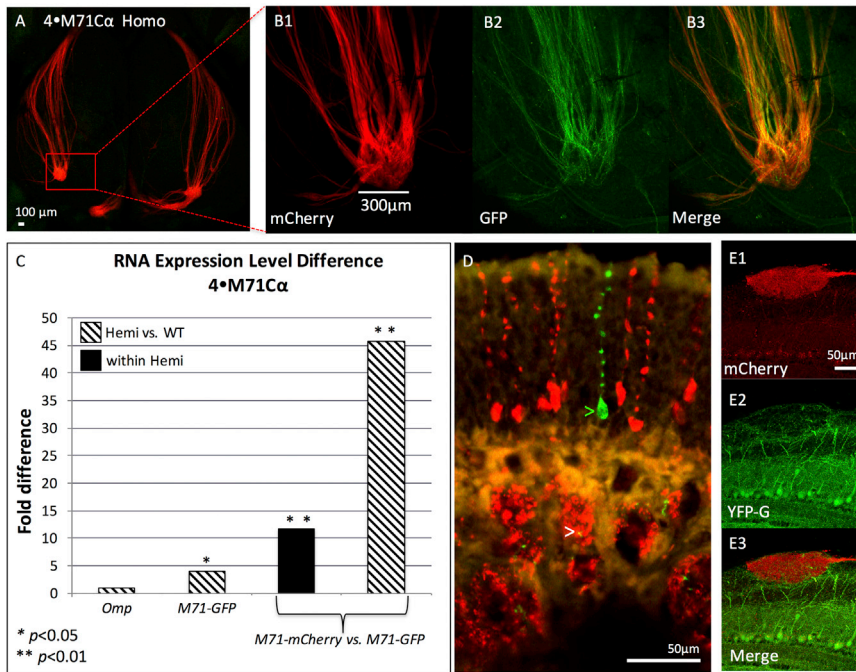 A
4•M71Cα Homo
100 µm
B1
mCherry
300µm
B2
GFP
B3
Merge
C
RNA Expression Level Difference
4•M71Cα
Fold difference
50
45
40
35
30
25
20
15
10
5
0
Hemi vs. WT
within Hemi
*
* *
* *
Omp
M71-GFP
M71-mCherry vs. M71-GFP
* p<0.05
** p<0.01
D
>
>
50µm
E1
50µm
mCherry
E2
YFP-G
E3
Merge